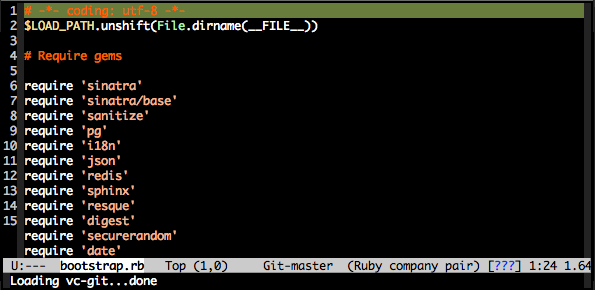 1 # -*- coding: utf-8 -*-
2 $LOAD_PATH.unshift(File.dirname(__FILE__))
3
4 # Require gems
5
6 require 'sinatra'
7 require 'sinatra/base'
8 require 'sanitize'
9 require 'pg'
10 require 'i18n'
11 require 'json'
12 require 'redis'
13 require 'sphinx'
14 require 'resque'
15 require 'digest'
require 'securerandom'
require 'date'
U:--- bootstrap.rb Top (1,0) Git-master (Ruby company pair) [???] 1:24 1.64
Loading vc-git...done